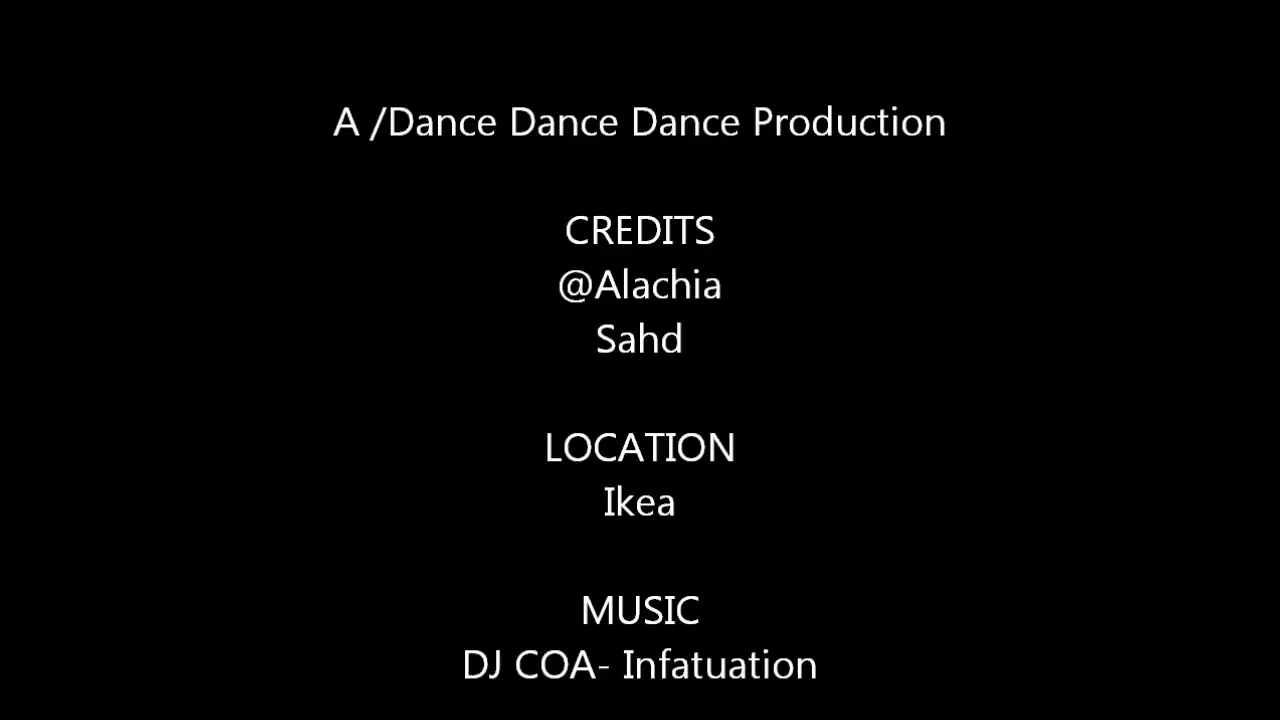 A /Dance Dance Dance Production
CREDITS
@Alachia
Sahd
LOCATION
Ikea
MUSIC
DJ COA- Infatuation